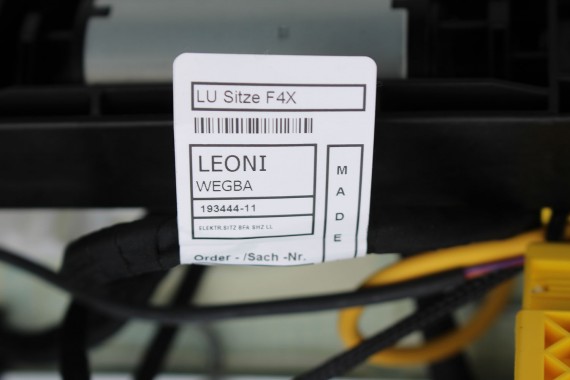 LU Sitze F4X
LEONI
WEGBA
193444-11
ELEKTR.SITZ BFA SHZ LL
MADE
Order - /Sach -Nr.